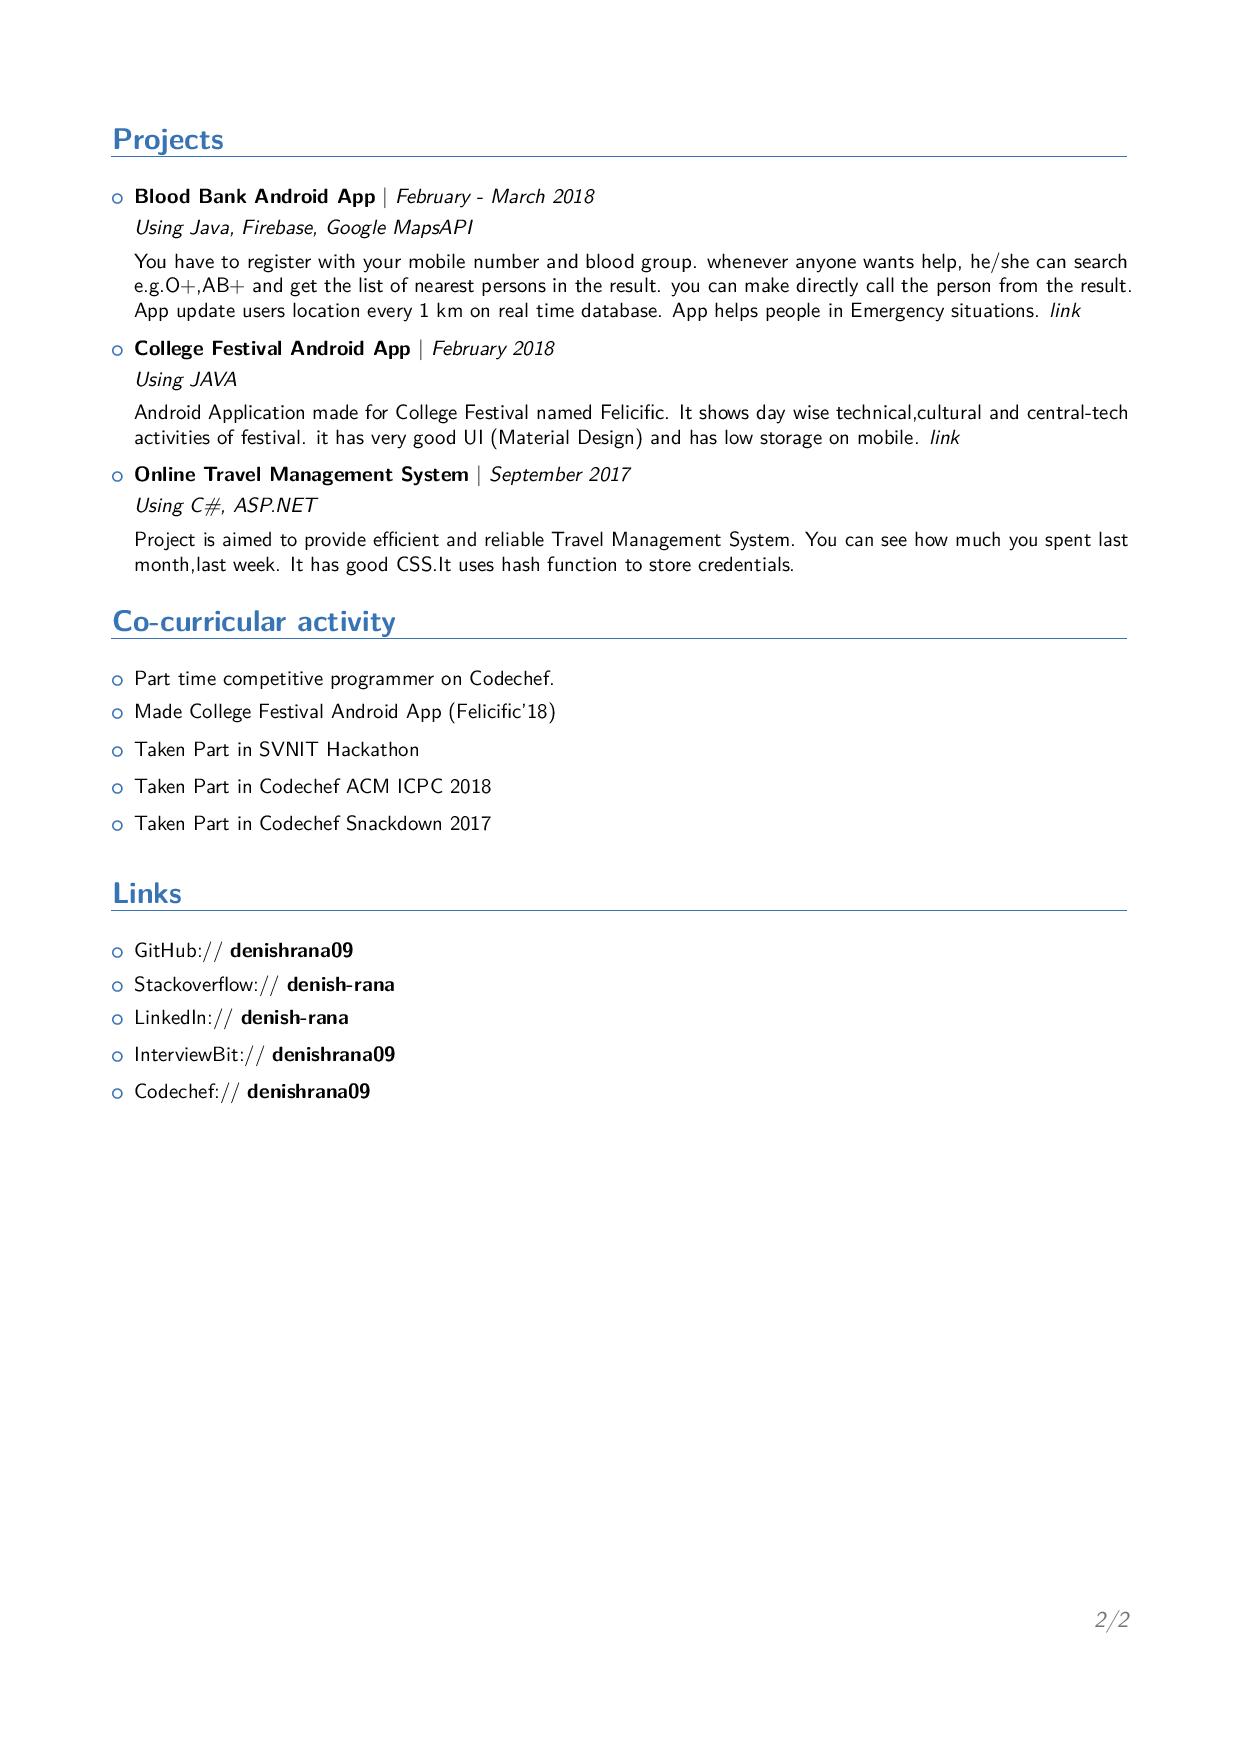 Projects
Blood Bank Android App | February - March 2018
Using Java, Firebase, Google MapsAPI
You have to register with your mobile number and blood group. whenever anyone wants help, he/she can search
e.g.O+,AB+ and get the list of nearest persons in the result. you can make directly call the person from the result.
App update users location every 1 km on real time database. App helps people in Emergency situations. link
College Festival Android App | February 2018
Using JAVA
Android Application made for College Festival named Felicific. It shows day wise technical,cultural and central-tech
activities of festival. it has very good UI (Material Design) and has low storage on mobile. link
Online Travel Management System | September 2017
Using C#, ASP.NET
Project is aimed to provide efficient and reliable Travel Management System. You can see how much you spent last
month,last week. It has good CSS.It uses hash function to store credentials.
Co-curricular activity
Part time competitive programmer on Codechef.
Made College Festival Android App (Felicific'18)
Taken Part in SVNIT Hackathon
Taken Part in Codechef ACM ICPC 2018
Taken Part in Codechef Snackdown 2017
Links
GitHub:// denishrana09
Stackoverflow:// denish-rana
LinkedIn:// denish-rana
InterviewBit:// denishrana09
Codechef:// denishrana09
2/2